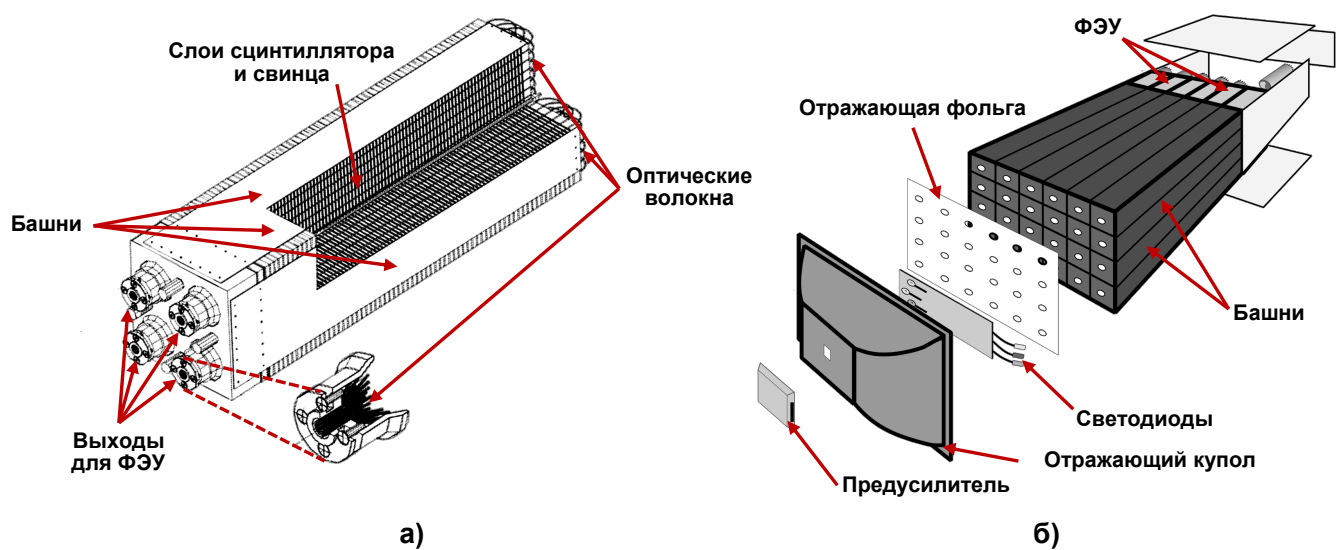 Слои сцинтиллятора
и свинца
Башни
Оптические
волокна
Выходы
для ФЭУ
а)
ФЭУ
Отражающая фольга
Башни
Светодиоды
Отражающий купол
Предусилитель
б)